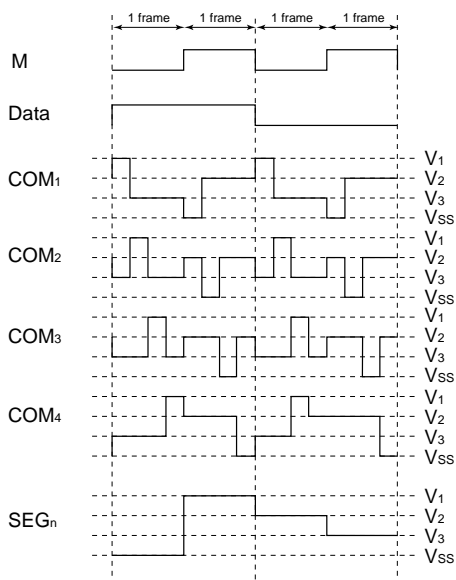 1 frame 1 frame 1 frame 1 frame
M
Data
COM1
V1
V2
V3
VSS
COM2
V1
V2
V3
VSS
COM3
V1
V2
V3
VSS
COM4
V1
V2
V3
VSS
SEGn
V1
V2
V3
VSS